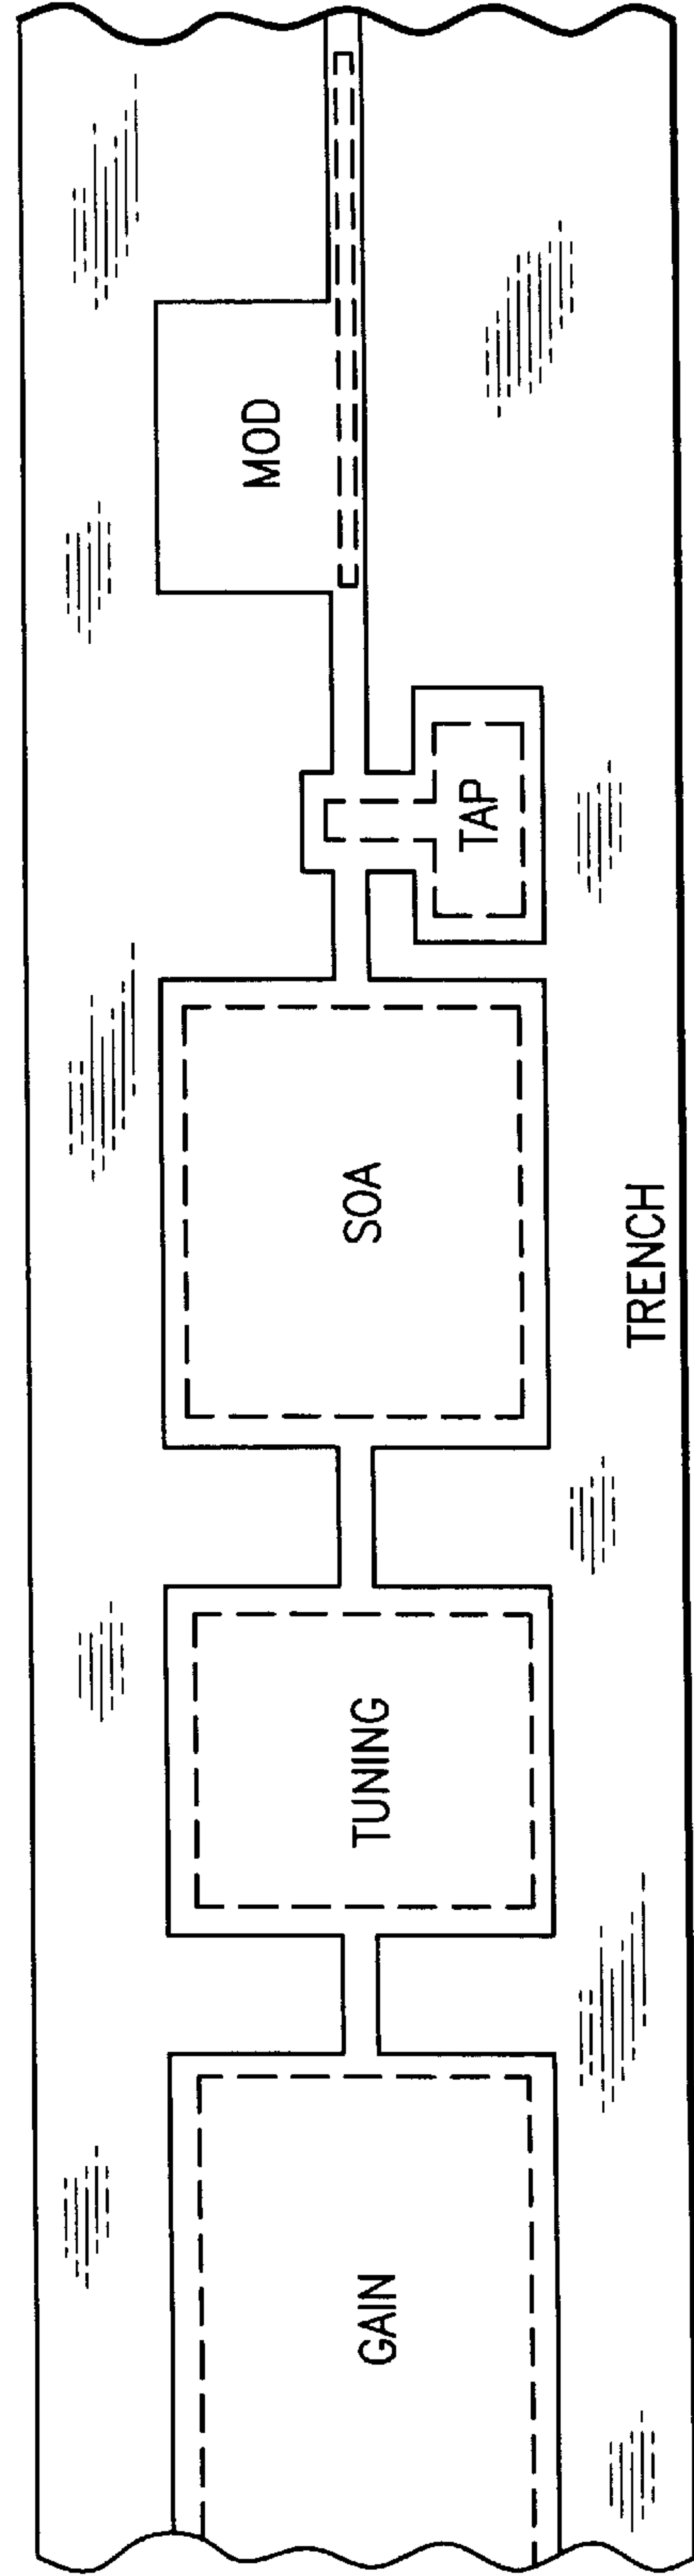 GAIN
TUNING
SOA
TAP
MOD
TRENCH